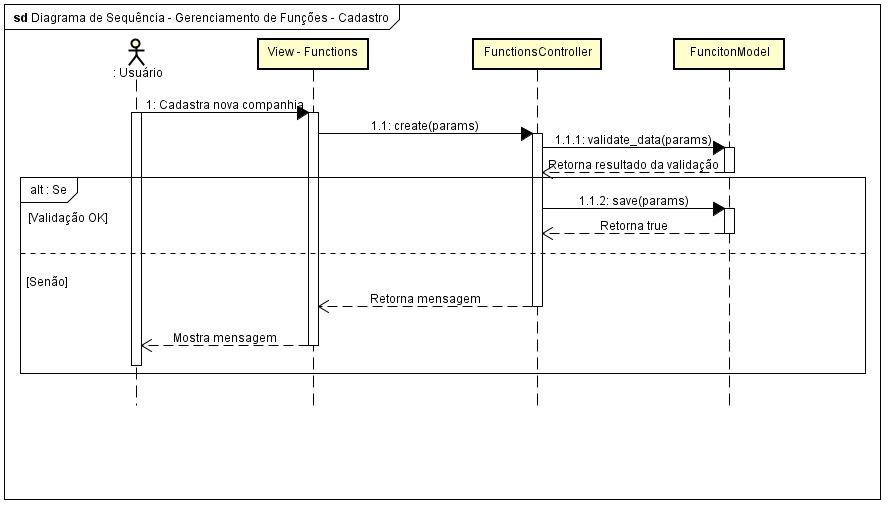 sd Diagrama de Sequência - Gerenciamento de Funções - Cadastro
: Usuário
View - Functions
FunctionsController
FuncitonModel
1: Cadastra nova companhia
1.1: create(params)
1.1.1: validate_data(params)
Retorna resultado da validação
alt : Se
[Validação OK]
1.1.2: save(params)
Retorna true
[Senão]
Retorna mensagem
Mostra mensagem